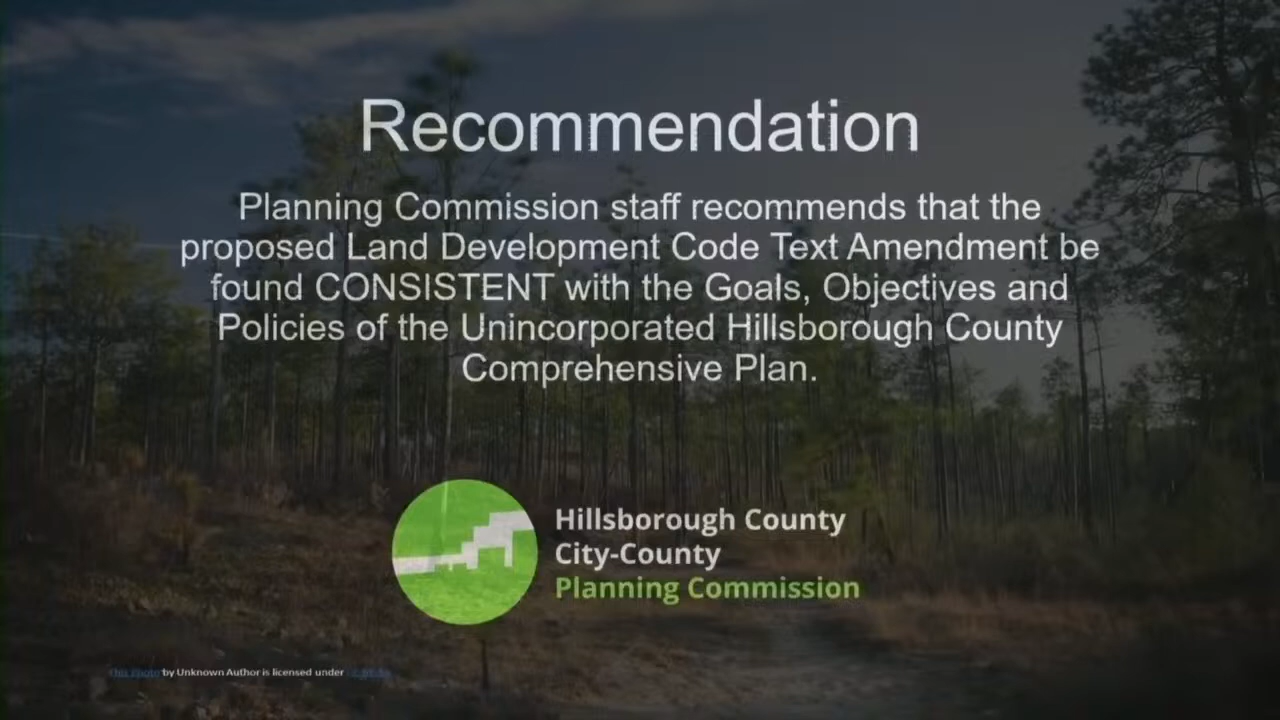 Recommendation
Planning Commission staff recommends that the
proposed Land Development Code Text Amendment be
found CONSISTENT with the Goals, Objectives and
Policies of the Unincorporated Hillsborough County
Comprehensive Plan.
Hillsborough County
City-County
Planning Commission
This Photo by Unknown Author is licensed under